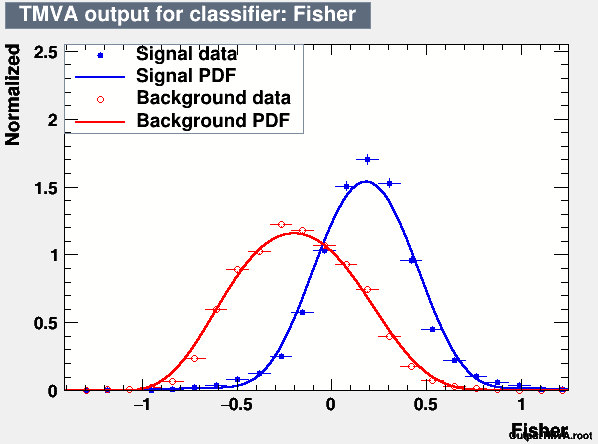 TMVA output for classifier: Fisher
Normalized
2.5
2
1.5
1
0.5
0
Signal data
Signal PDF
Background data
Background PDF
−1 −0.5 0 0.5 1
Fisher